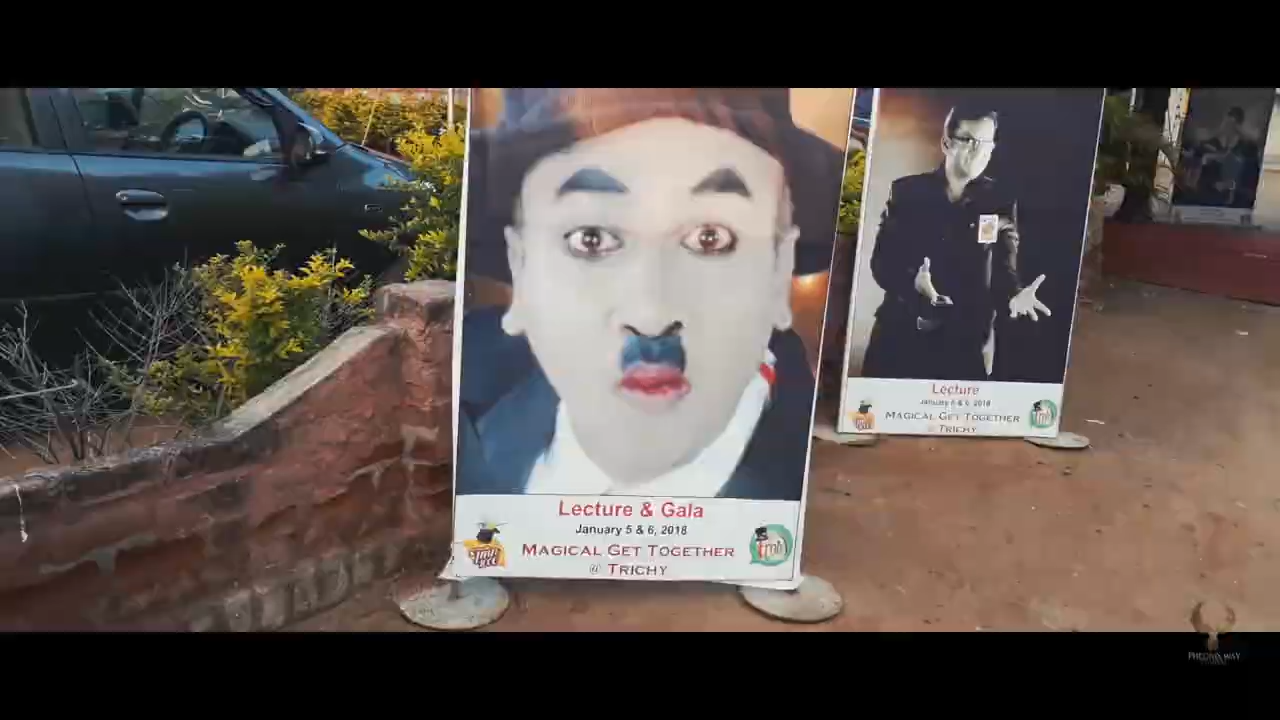 Lecture & Gala
January 5 & 6, 2018
MAGICAL GET TOGETHER
@ TRICHY
Lecture
January 5 & 6, 2018
MAGICAL GET TOGETHER
@ TRICHY